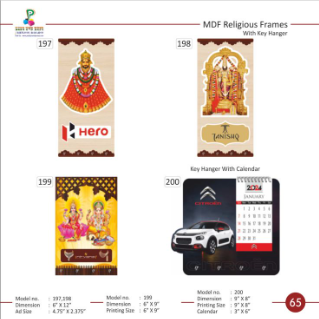 MDF Religious Frames
With Key Hanger
197
198
Hero
TANISHQ
Key Hanger With Calendar
199
200
2024
JANUARY
Model no. : 197,198
Dimension : 6" X 12"
Ad Size : 4.75" X 2.375"
Model no. : 199
Dimension : 6" X 9"
Printing Size : 6" X 9"
Model no. : 200
Dimension : 9" X 8"
Printing Size : 9" X 8"
Calendar : 3" X 6"
65